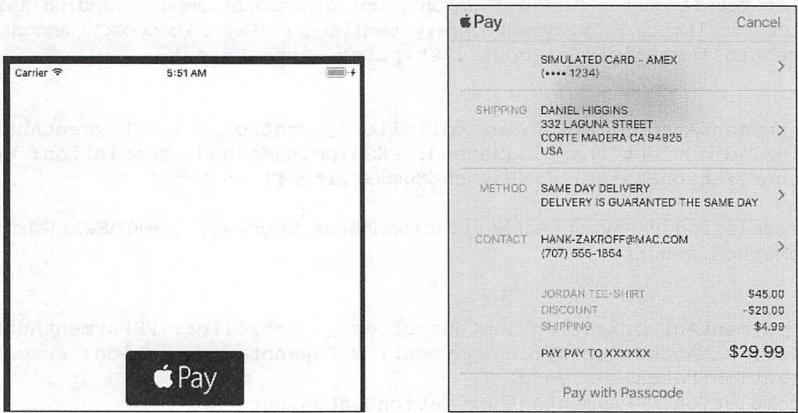 Carrier 5:51 AM
Pay
Pay Cancel
SIMULATED CARD - AMEX
(•••• 1234)
SHIPPING DANIEL HIGGINS
332 LAGUNA STREET
CORTE MADERA CA 94925
USA
METHOD SAME DAY DELIVERY
DELIVERY IS GUARANTED THE SAME DAY
CONTACT HANK-ZAKROFF@MAC.COM
(707) 555-1854
JORDAN TEE-SHIRT $45.00
DISCOUNT -$20.00
SHIPPING $4.99
PAY PAY TO XXXXXX $29.99
Pay with Passcode